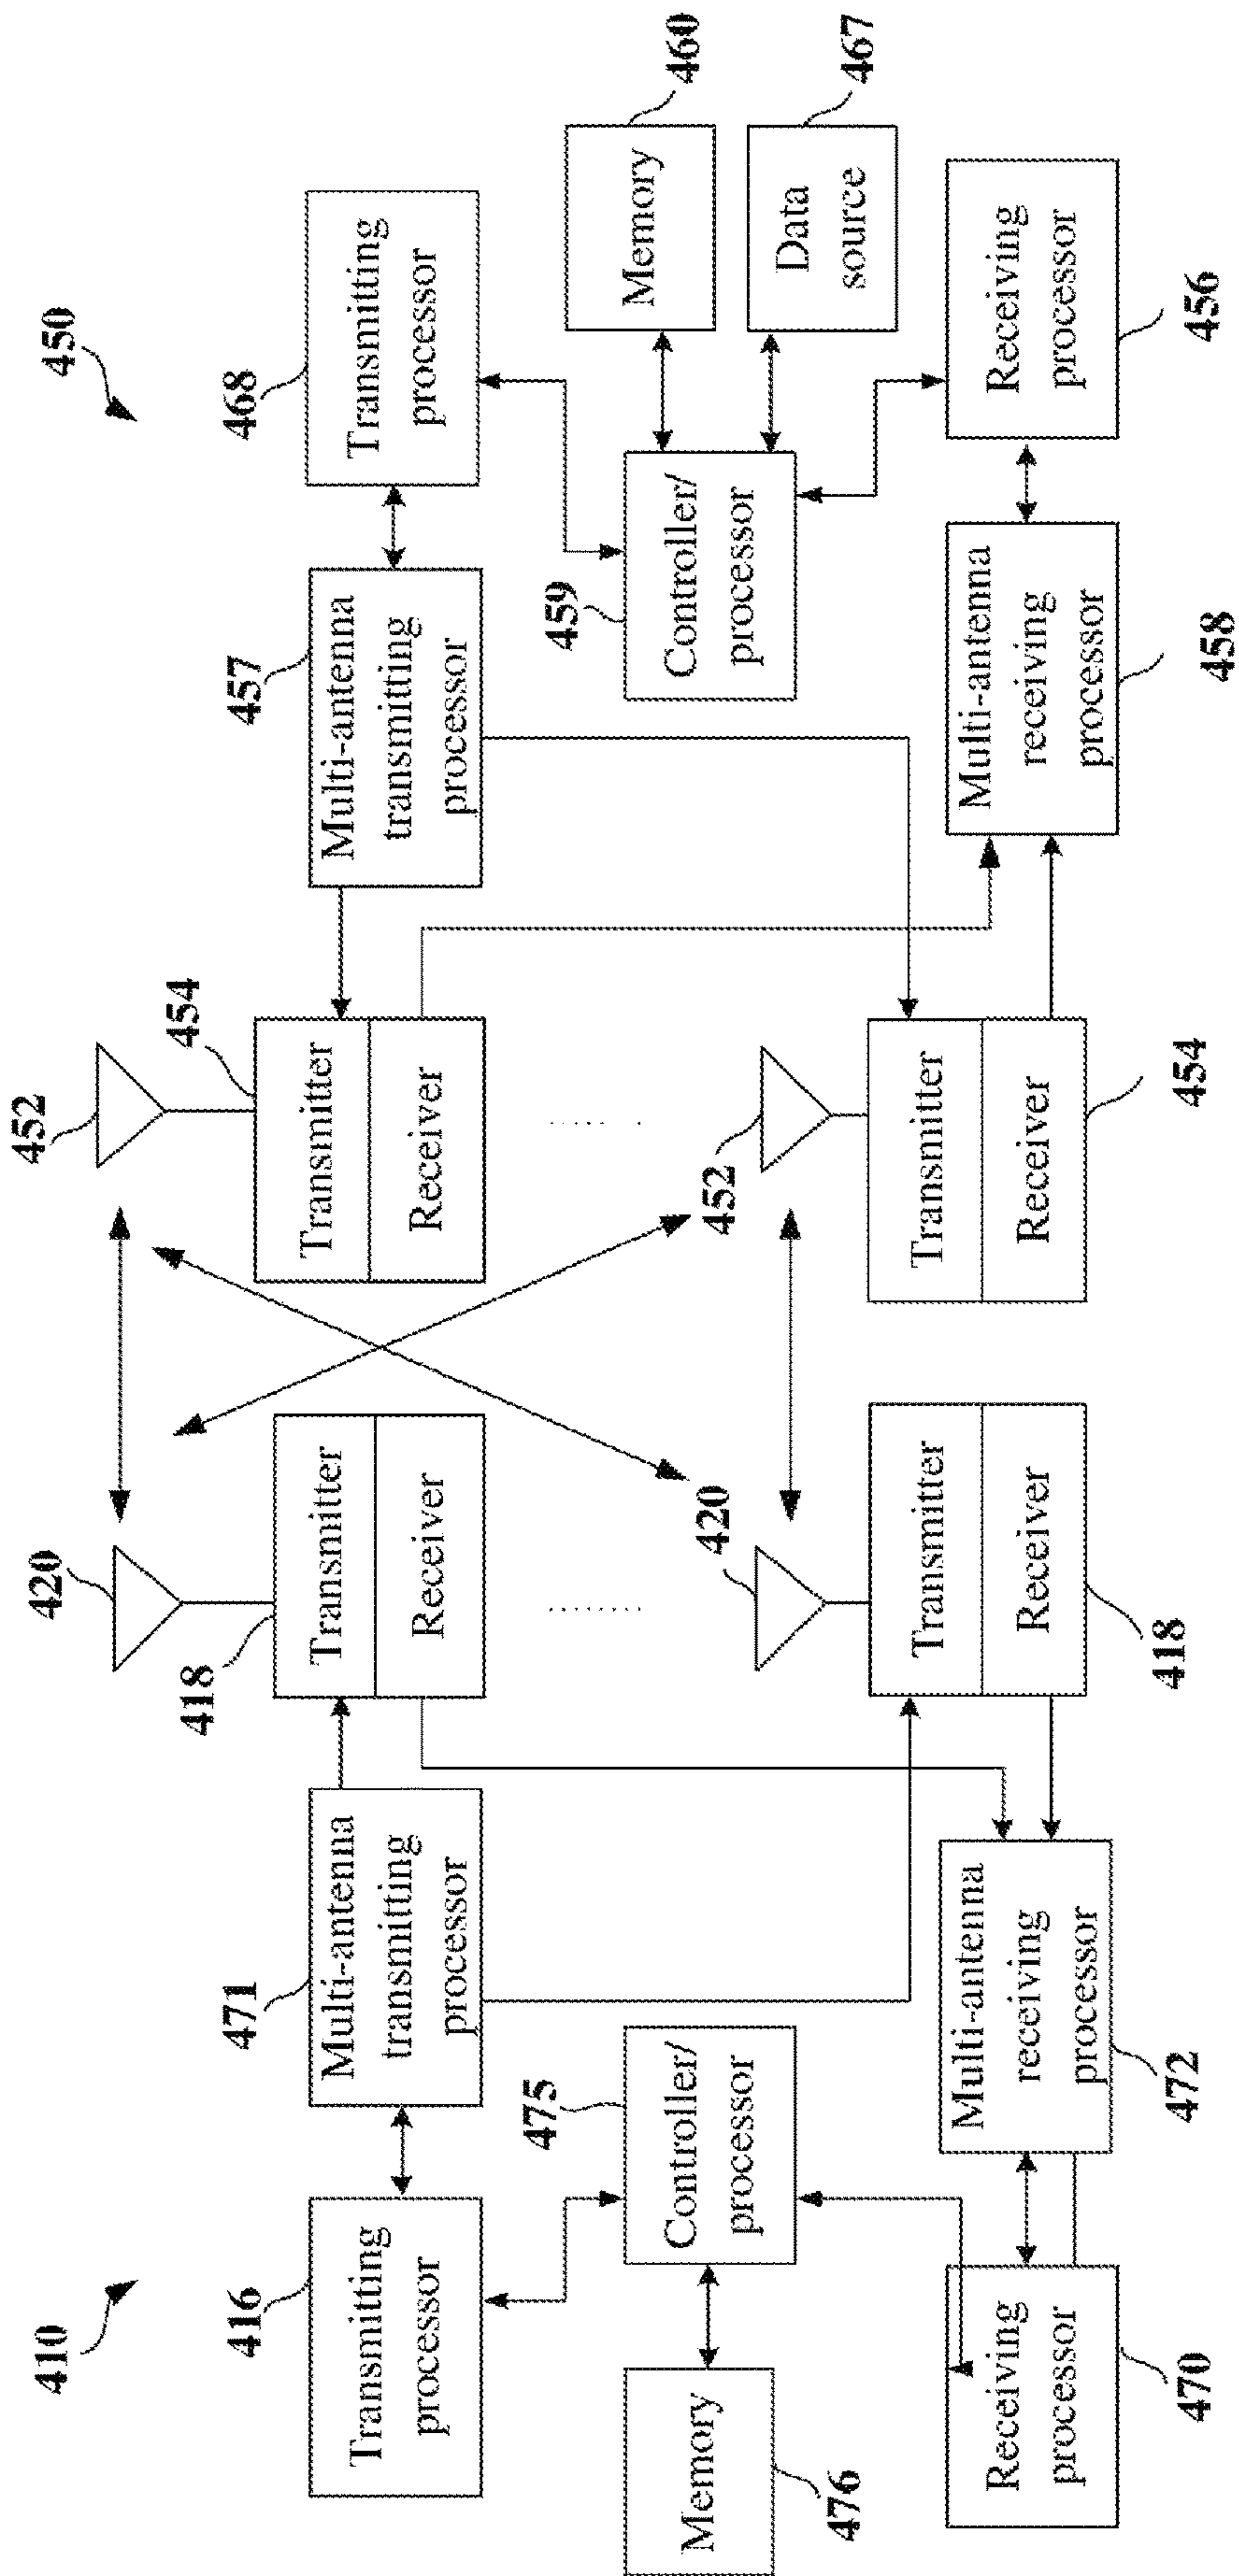 410
450
420
452
416
471
418
454
457
468
Transmitting
processor
Multi-antenna
transmitting
processor
Transmitter
Receiver
Transmitter
Receiver
Multi-antenna
transmitting
processor
Transmitting
processor
475
459
460
Memory
Controller/
processor
Controller/
processor
Memory
476
......
......
467
Data
source
420
452
Receiving
processor
Multi-antenna
receiving
processor
Transmitter
Receiver
Transmitter
Receiver
Multi-antenna
receiving
processor
Receiving
processor
470
472
418
454
458
456